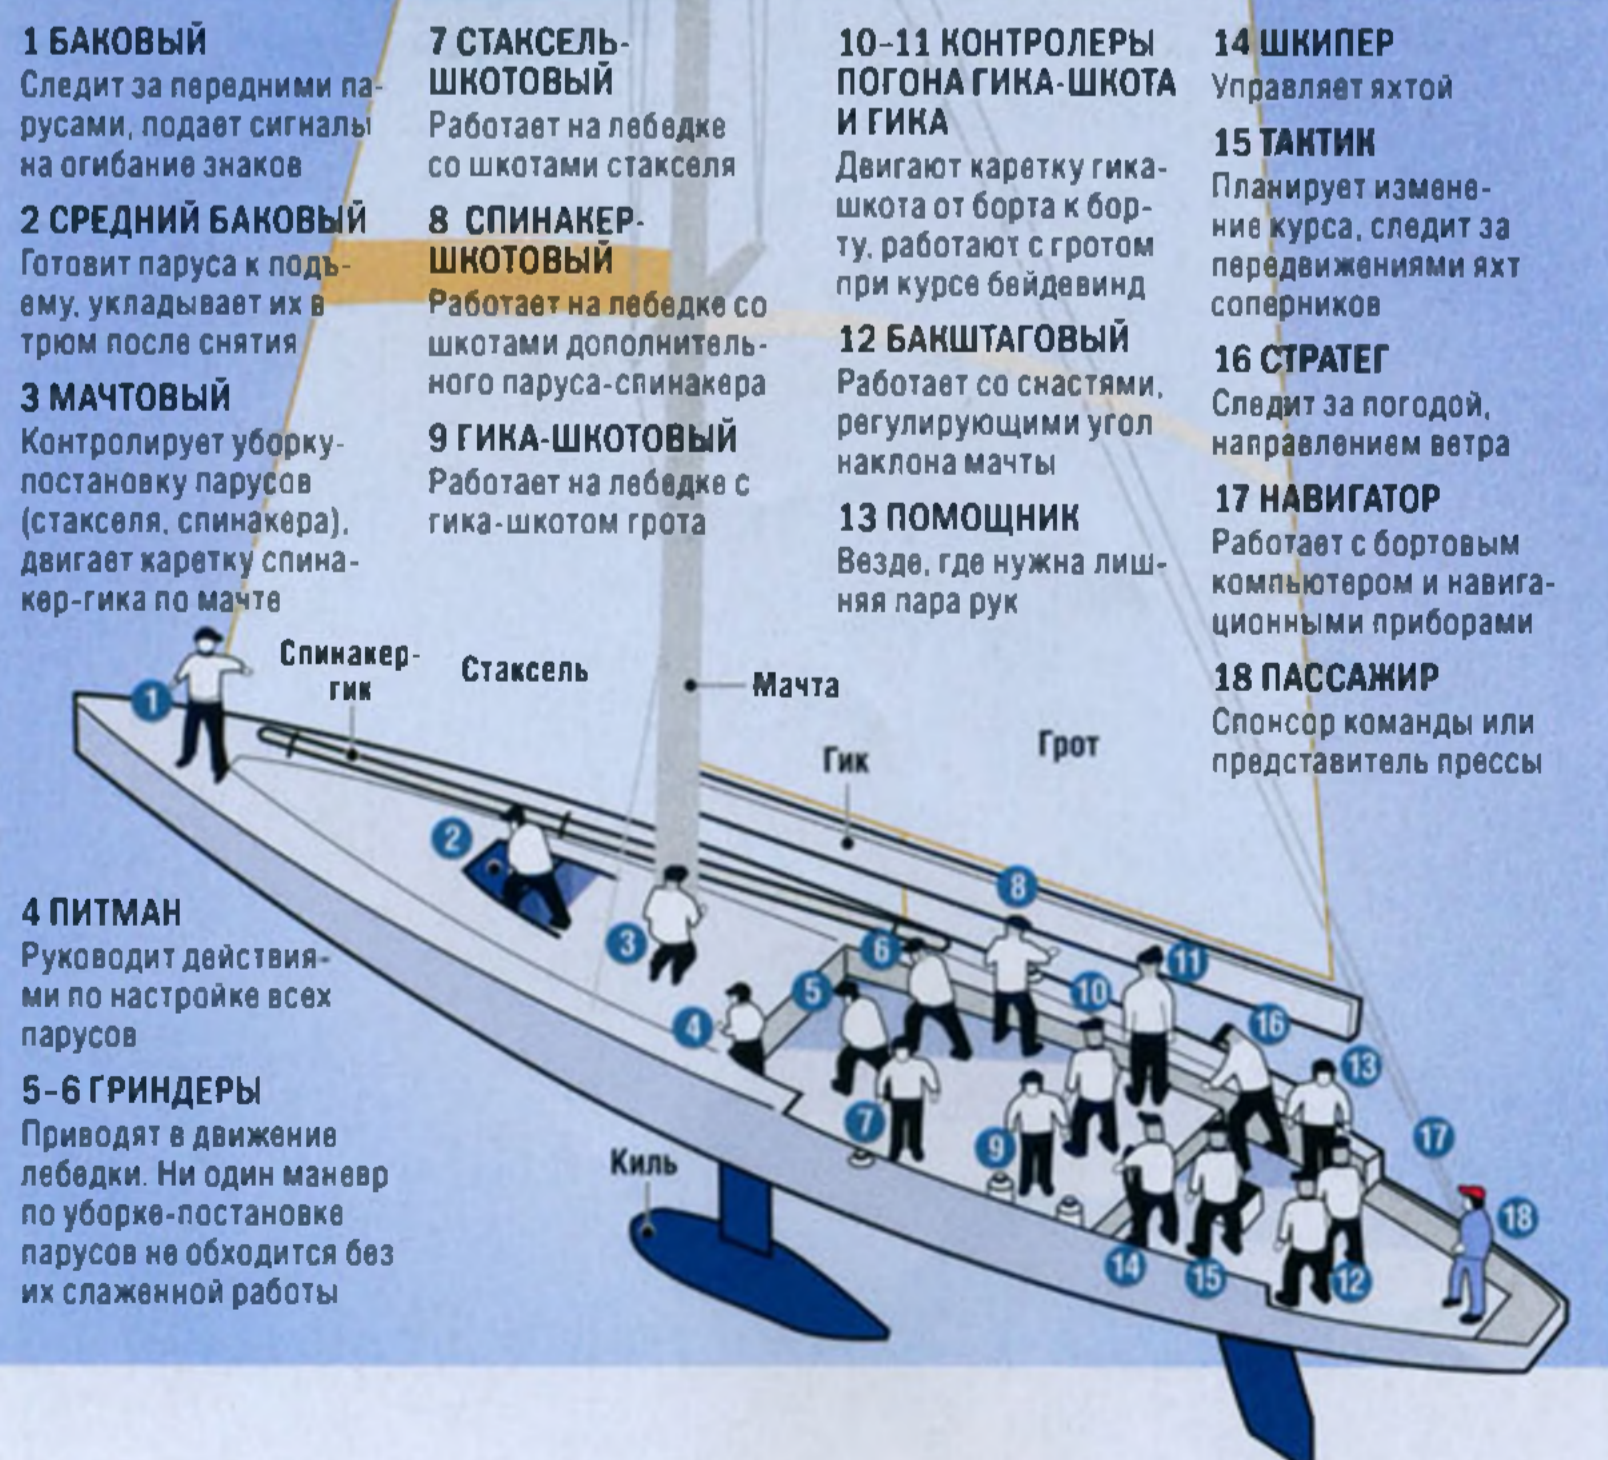 1 БАКОВЫЙ
Следит за передними па-
русами, подает сигналы
на огибание знаков
2 СРЕДНИЙ БАКОВЫЙ
Готовит паруса к подъ-
ему, укладывает их в
трюм после снятия
3 МАЧТОВЫЙ
Контролирует уборку-
постановку парусов
(стакселя, спинакера),
двигает каретку спина-
кер-гика по мачте
4 ПИТМАН
Руководит действия-
ми по настройке всех
парусов
5-6 ГРИНДЕРЫ
Приводят в движение
лебедки. Ни один маневр
по уборке-постановке
парусов не обходится без
их слаженной работы
7 СТАКСЕЛЬ-
ШКОТОВЫЙ
Работает на лебедке
со шкотами стакселя
8 СПИНАКЕР-
ШКОТОВЫЙ
Работает на лебедке со
шкотами дополнитель-
ного паруса-спинакера
9 ГИКА-ШКОТОВЫЙ
Работает на лебедке с
гика-шкотом грота
10-11 КОНТРОЛЕРЫ
ПОГОНА ГИКА-ШКОТА
И ГИКА
Двигают каретку гика-
шкота от борта к бор-
ту, работают с гротом
при курсе бейдевинд
12 БАКШТАГОВЫЙ
Работает со снастями,
регулирующими угол
наклона мачты
13 ПОМОЩНИК
Везде, где нужна лиш-
няя пара рук
14 ШКИПЕР
Управляет яхтой
15 ТАКТИК
Планирует измене-
ние курса, следит за
передвижениями яхт
соперников
16 СТРАТЕГ
Следит за погодой,
направлением ветра
17 НАВИГАТОР
Работает с бортовым
компьютером и навига-
ционными приборами
18 ПАССАЖИР
Спонсор команды или
представитель прессы
Спинакер-
гик
Стаксель
Мачта
Гик
Грот
Киль
1
2
3
4
5
6
7
8
9
10
11
16
13
17
14
15
12
18